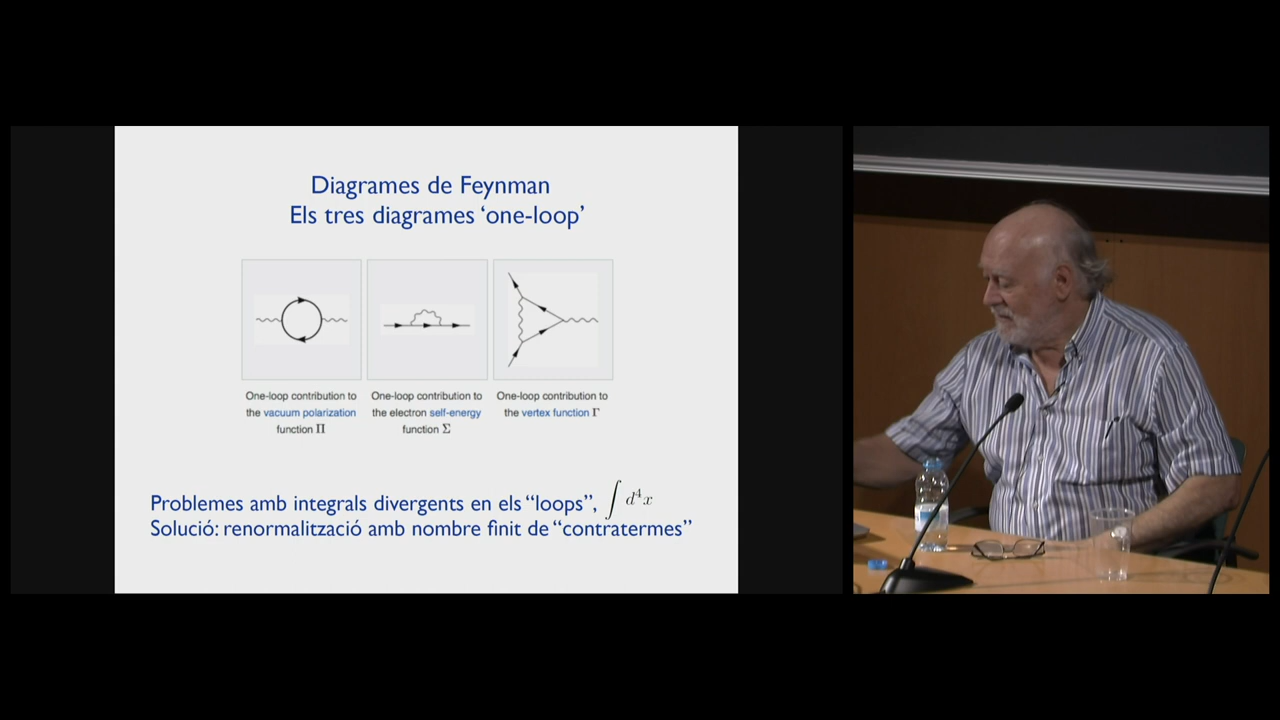 Diagrames de Feynman
Els tres diagrames ‘one-loop’
One-loop contribution to
the vacuum polarization
function Π
One-loop contribution to
the electron self-energy
function Σ
One-loop contribution to
the vertex function Γ
Problemes amb integrals divergents en els “loops”, ∫ d⁴x
Solució: renormalització amb nombre finit de “contratermes”